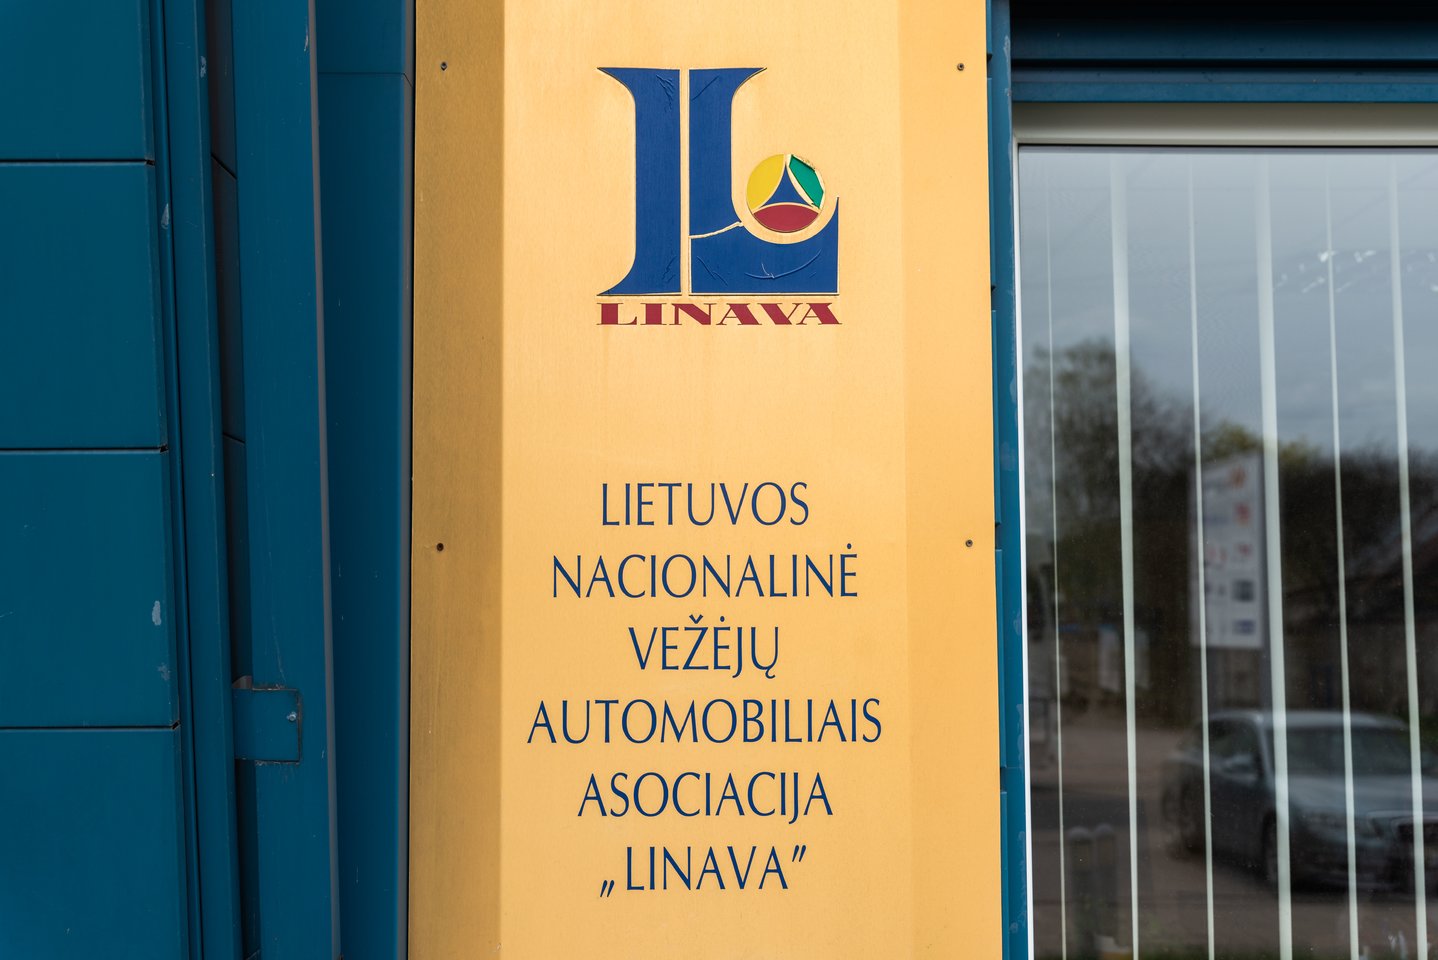 LINAVA
LIETUVOS
NACIONALINĖ
VEŽĖJŲ
AUTOMOBILIAIS
ASOCIACIJA
„LINAVA”